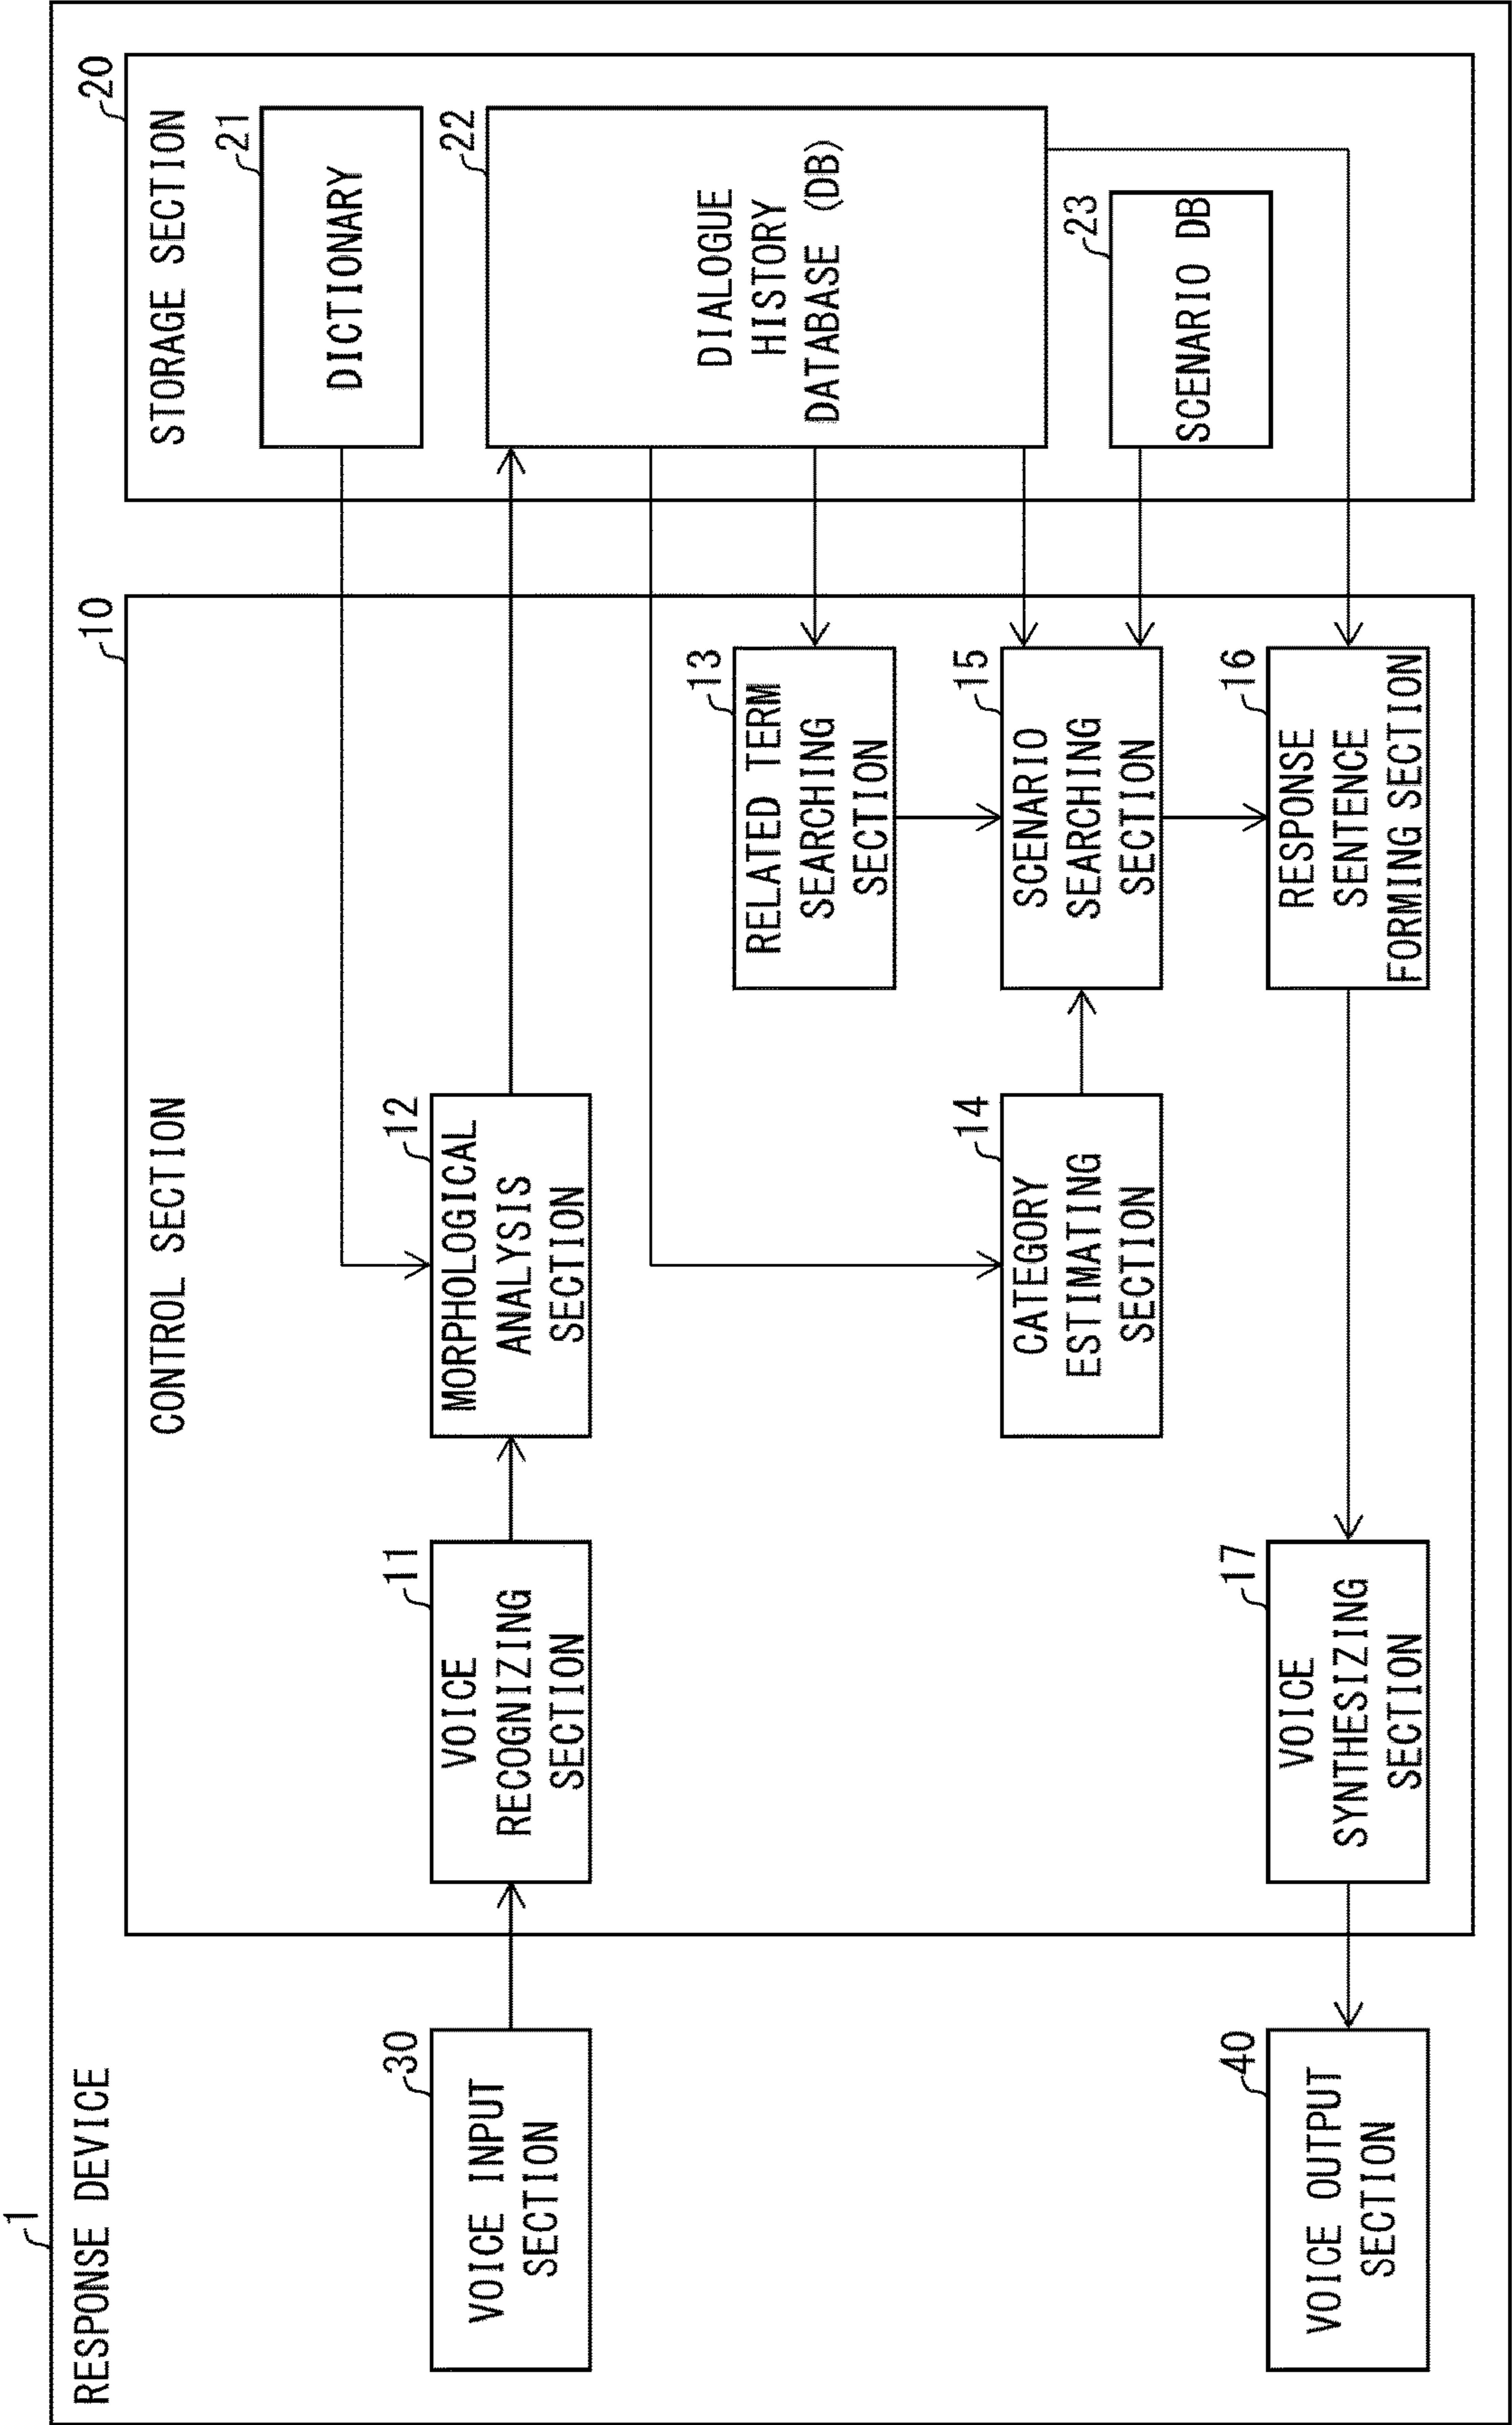 1
RESPONSE DEVICE
30
VOICE INPUT
SECTION
40
VOICE OUTPUT
SECTION
10
CONTROL SECTION
11
VOICE
RECOGNIZING
SECTION
12
MORPHOLOGICAL
ANALYSIS
SECTION
13
RELATED TERM
SEARCHING
SECTION
14
CATEGORY
ESTIMATING
SECTION
15
SCENARIO
SEARCHING
SECTION
16
RESPONSE
SENTENCE
FORMING SECTION
17
VOICE
SYNTHESIZING
SECTION
20
STORAGE SECTION
21
DICTIONARY
22
DIALOGUE
HISTORY
DATABASE (DB)
23
SCENARIO DB